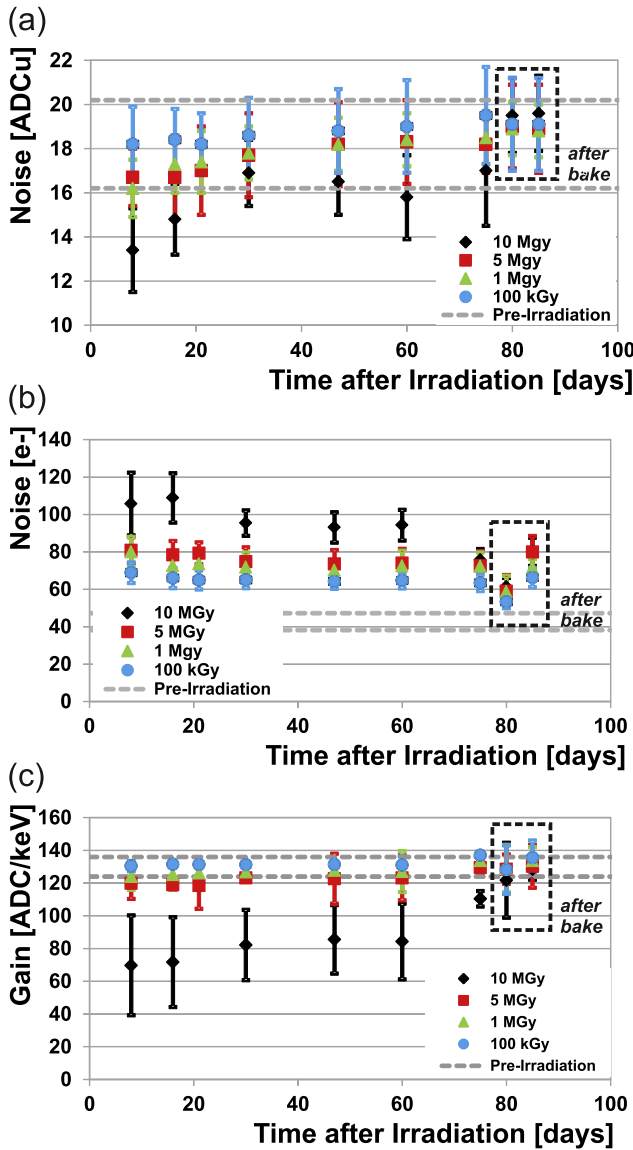 (a)
Noise [ADCu]
22
20
18
16
14
12
10
after
bake
10 Mgy
5 Mgy
1 Mgy
100 kGy
Pre-Irradiation
0 20 40 60 80 100
Time after Irradiation [days]
(b)
Noise [e-]
140
120
100
80
60
40
20
0
after
bake
10 MGy
5 MGy
1 Mgy
100 kGy
Pre-Irradiation
0 20 40 60 80 100
Time after Irradiation [days]
(c)
Gain [ADC/keV]
160
140
120
100
80
60
40
20
0
after
bake
10 MGy
5 MGy
1 MGy
100 kGy
Pre-Irradiation
0 20 40 60 80 100
Time after Irradiation [days]